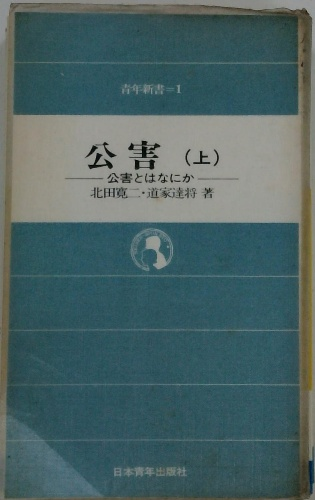 青年新書=1
公害（上）
——公害とはなにか——
北田寛二・道家達将 著
日本青年出版社